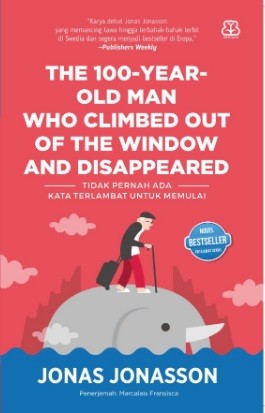 "Karya debut Jonas Jonasson
yang memancing tawa hingga terbahak-bahak terbit
di Swedia dan segera menjadi bestseller di Eropa."
—Publishers Weekly
THE 100-YEAR-
OLD MAN
WHO CLIMBED OUT
OF THE WINDOW
AND DISAPPEARED
TIDAK PERNAH ADA
KATA TERLAMBAT UNTUK MEMULAI
NOVEL
BESTSELLER
JONAS JONASSON
Penerjemah: Marcalais Fransisca